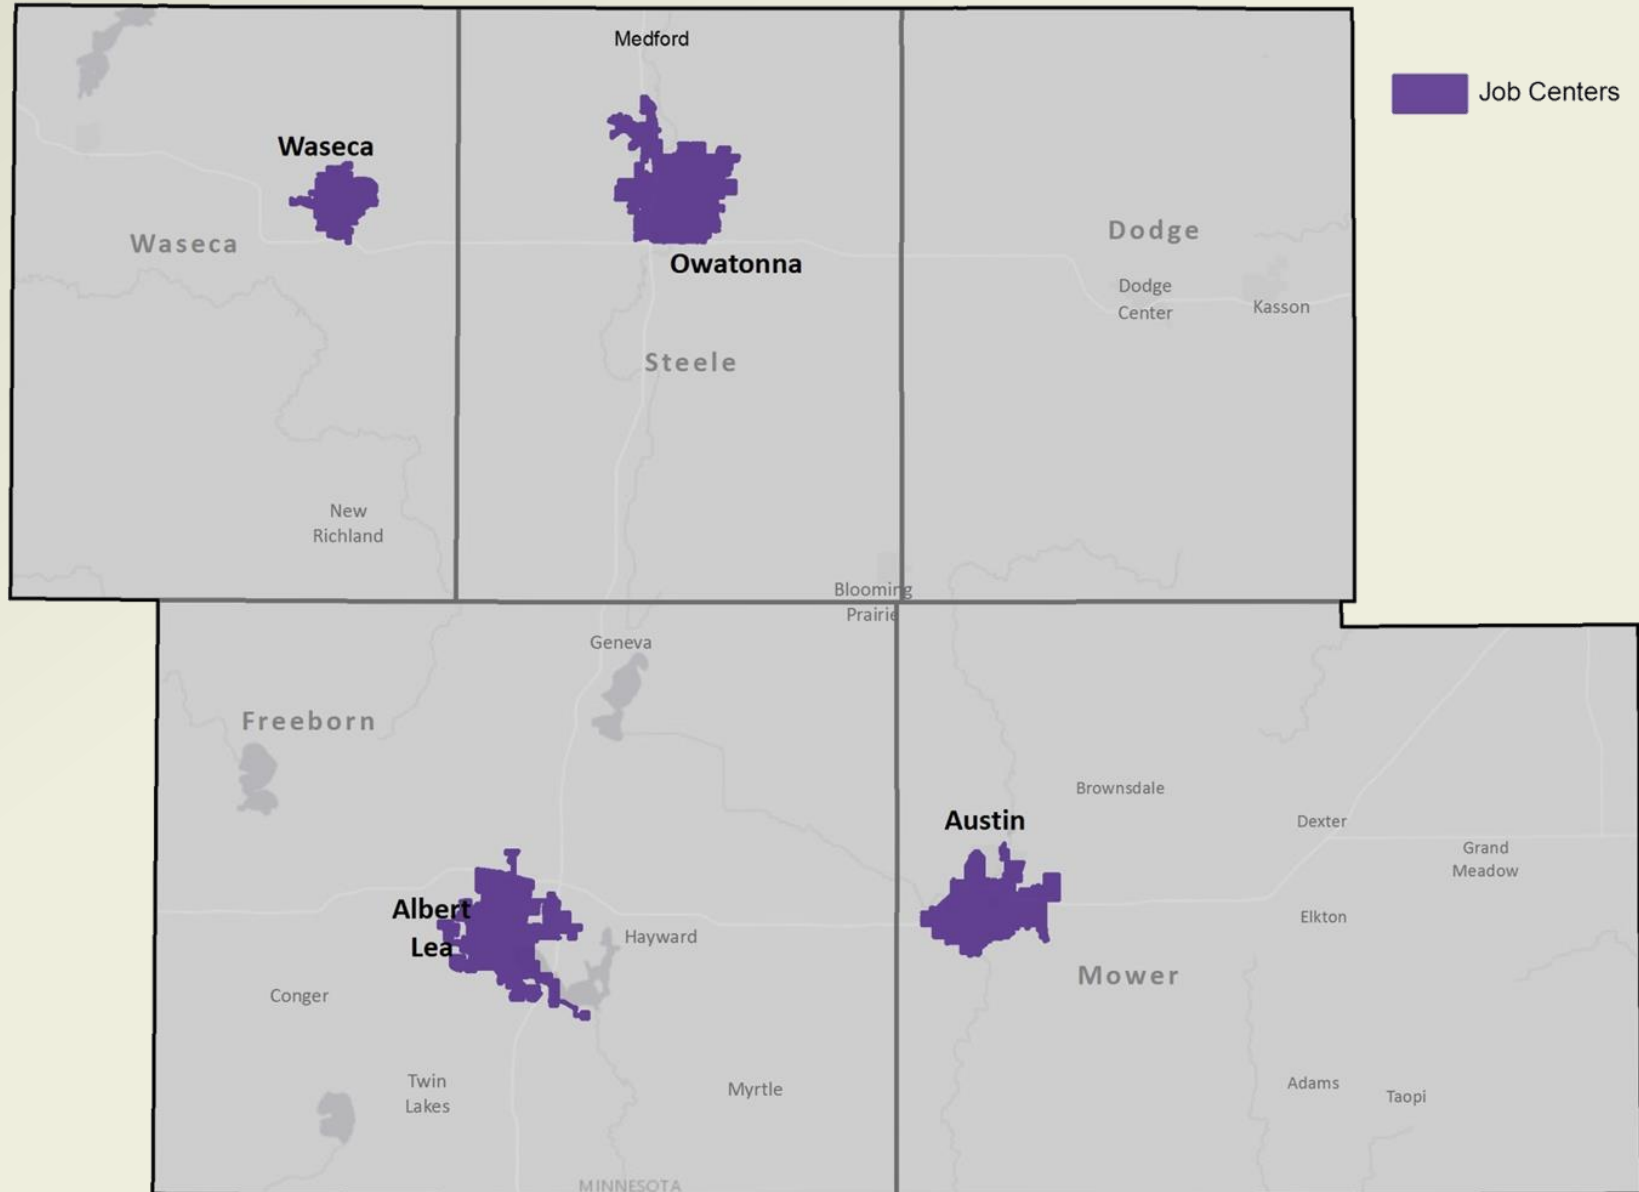 Medford
Job Centers
Waseca
Waseca
Dodge
Owatonna
Dodge
Center
Kasson
Steele
New
Richland
Blooming
Prairie
Geneva
Freeborn
Brownsdale
Austin
Dexter
Grand
Meadow
Albert
Lea
Hayward
Elkton
Mower
Conger
Twin
Lakes
Myrtle
Adams
Taopi
MINNESOTA